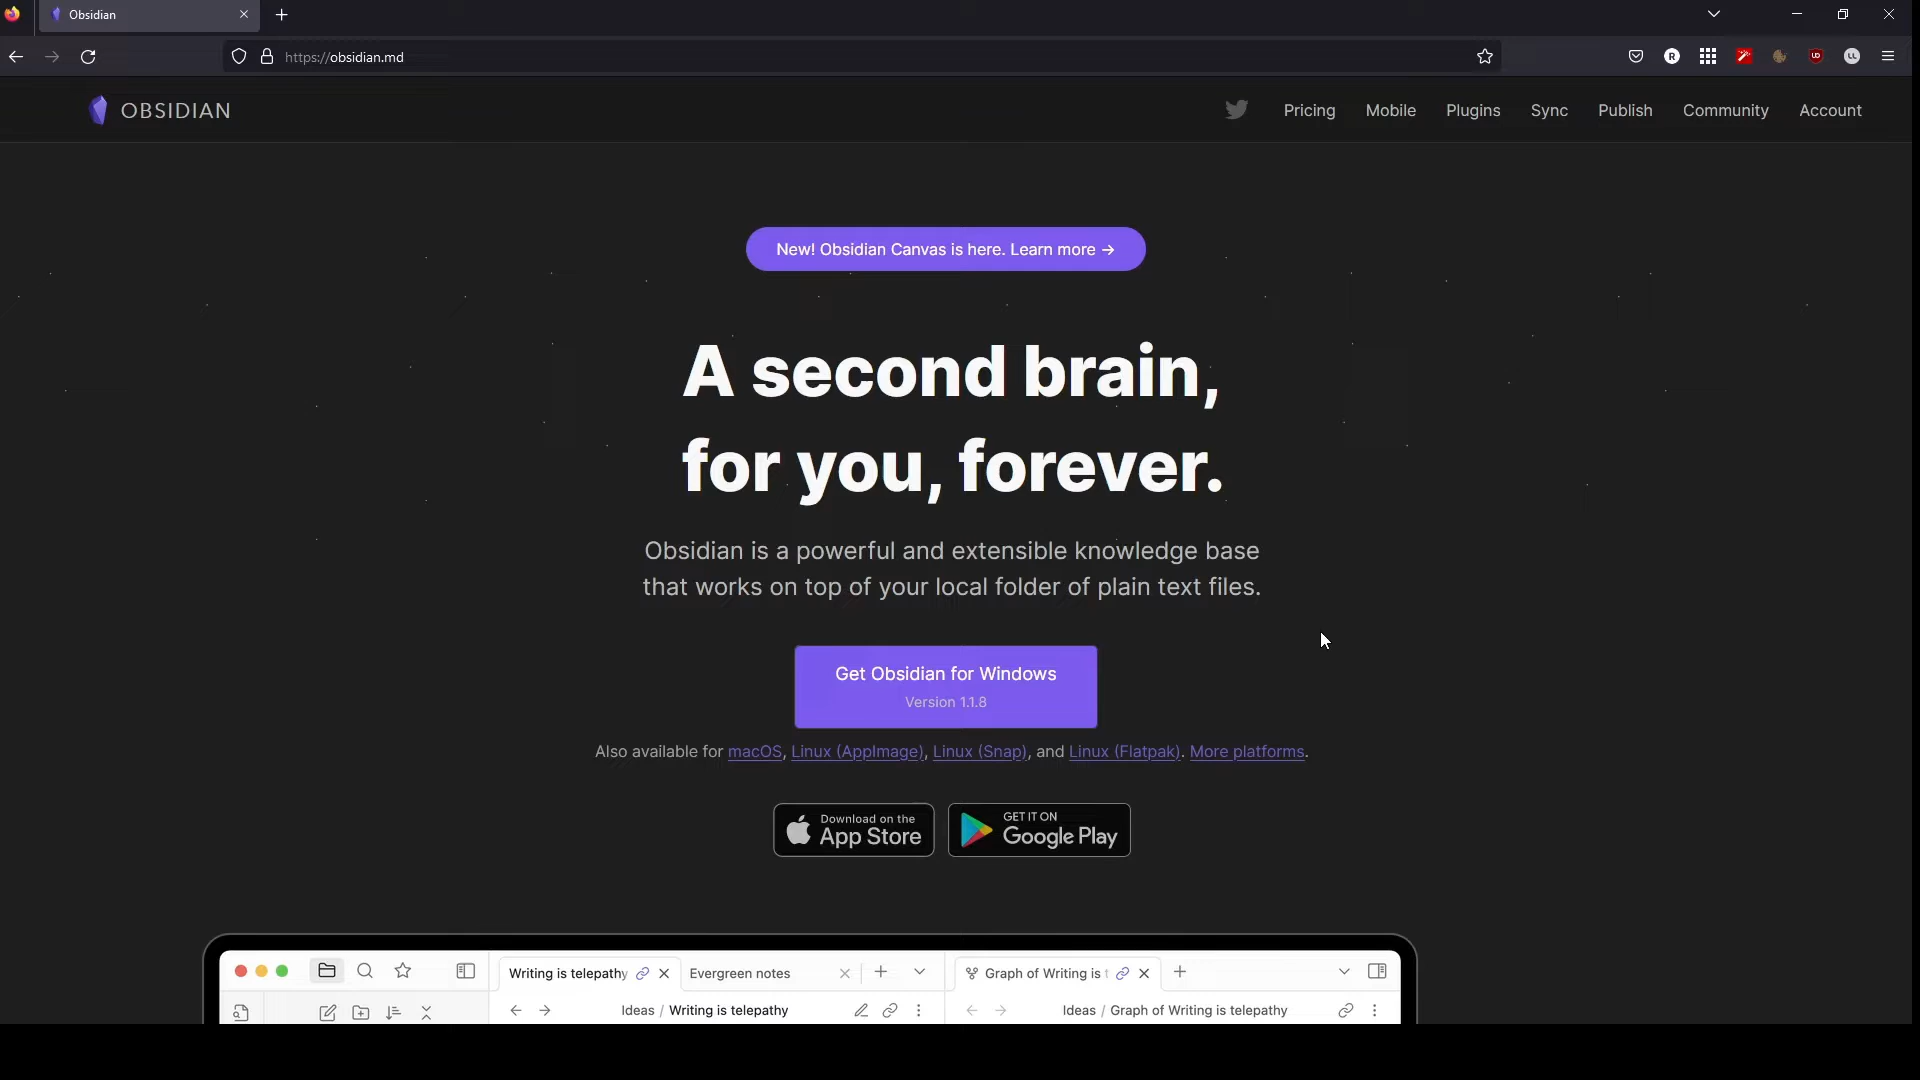 Obsidian
https://obsidian.md
OBSIDIAN
Pricing Mobile Plugins Sync Publish Community Account
New! Obsidian Canvas is here. Learn more →
A second brain,
for you, forever.
Obsidian is a powerful and extensible knowledge base
that works on top of your local folder of plain text files.
Get Obsidian for Windows
Version 1.1.8
Also available for macOS, Linux (AppImage), Linux (Snap), and Linux (Flatpak). More platforms.
Download on the
App Store
GET IT ON
Google Play
Writing is telepathy Evergreen notes Graph of Writing is t
Ideas / Writing is telepathy Ideas / Graph of Writing is telepathy